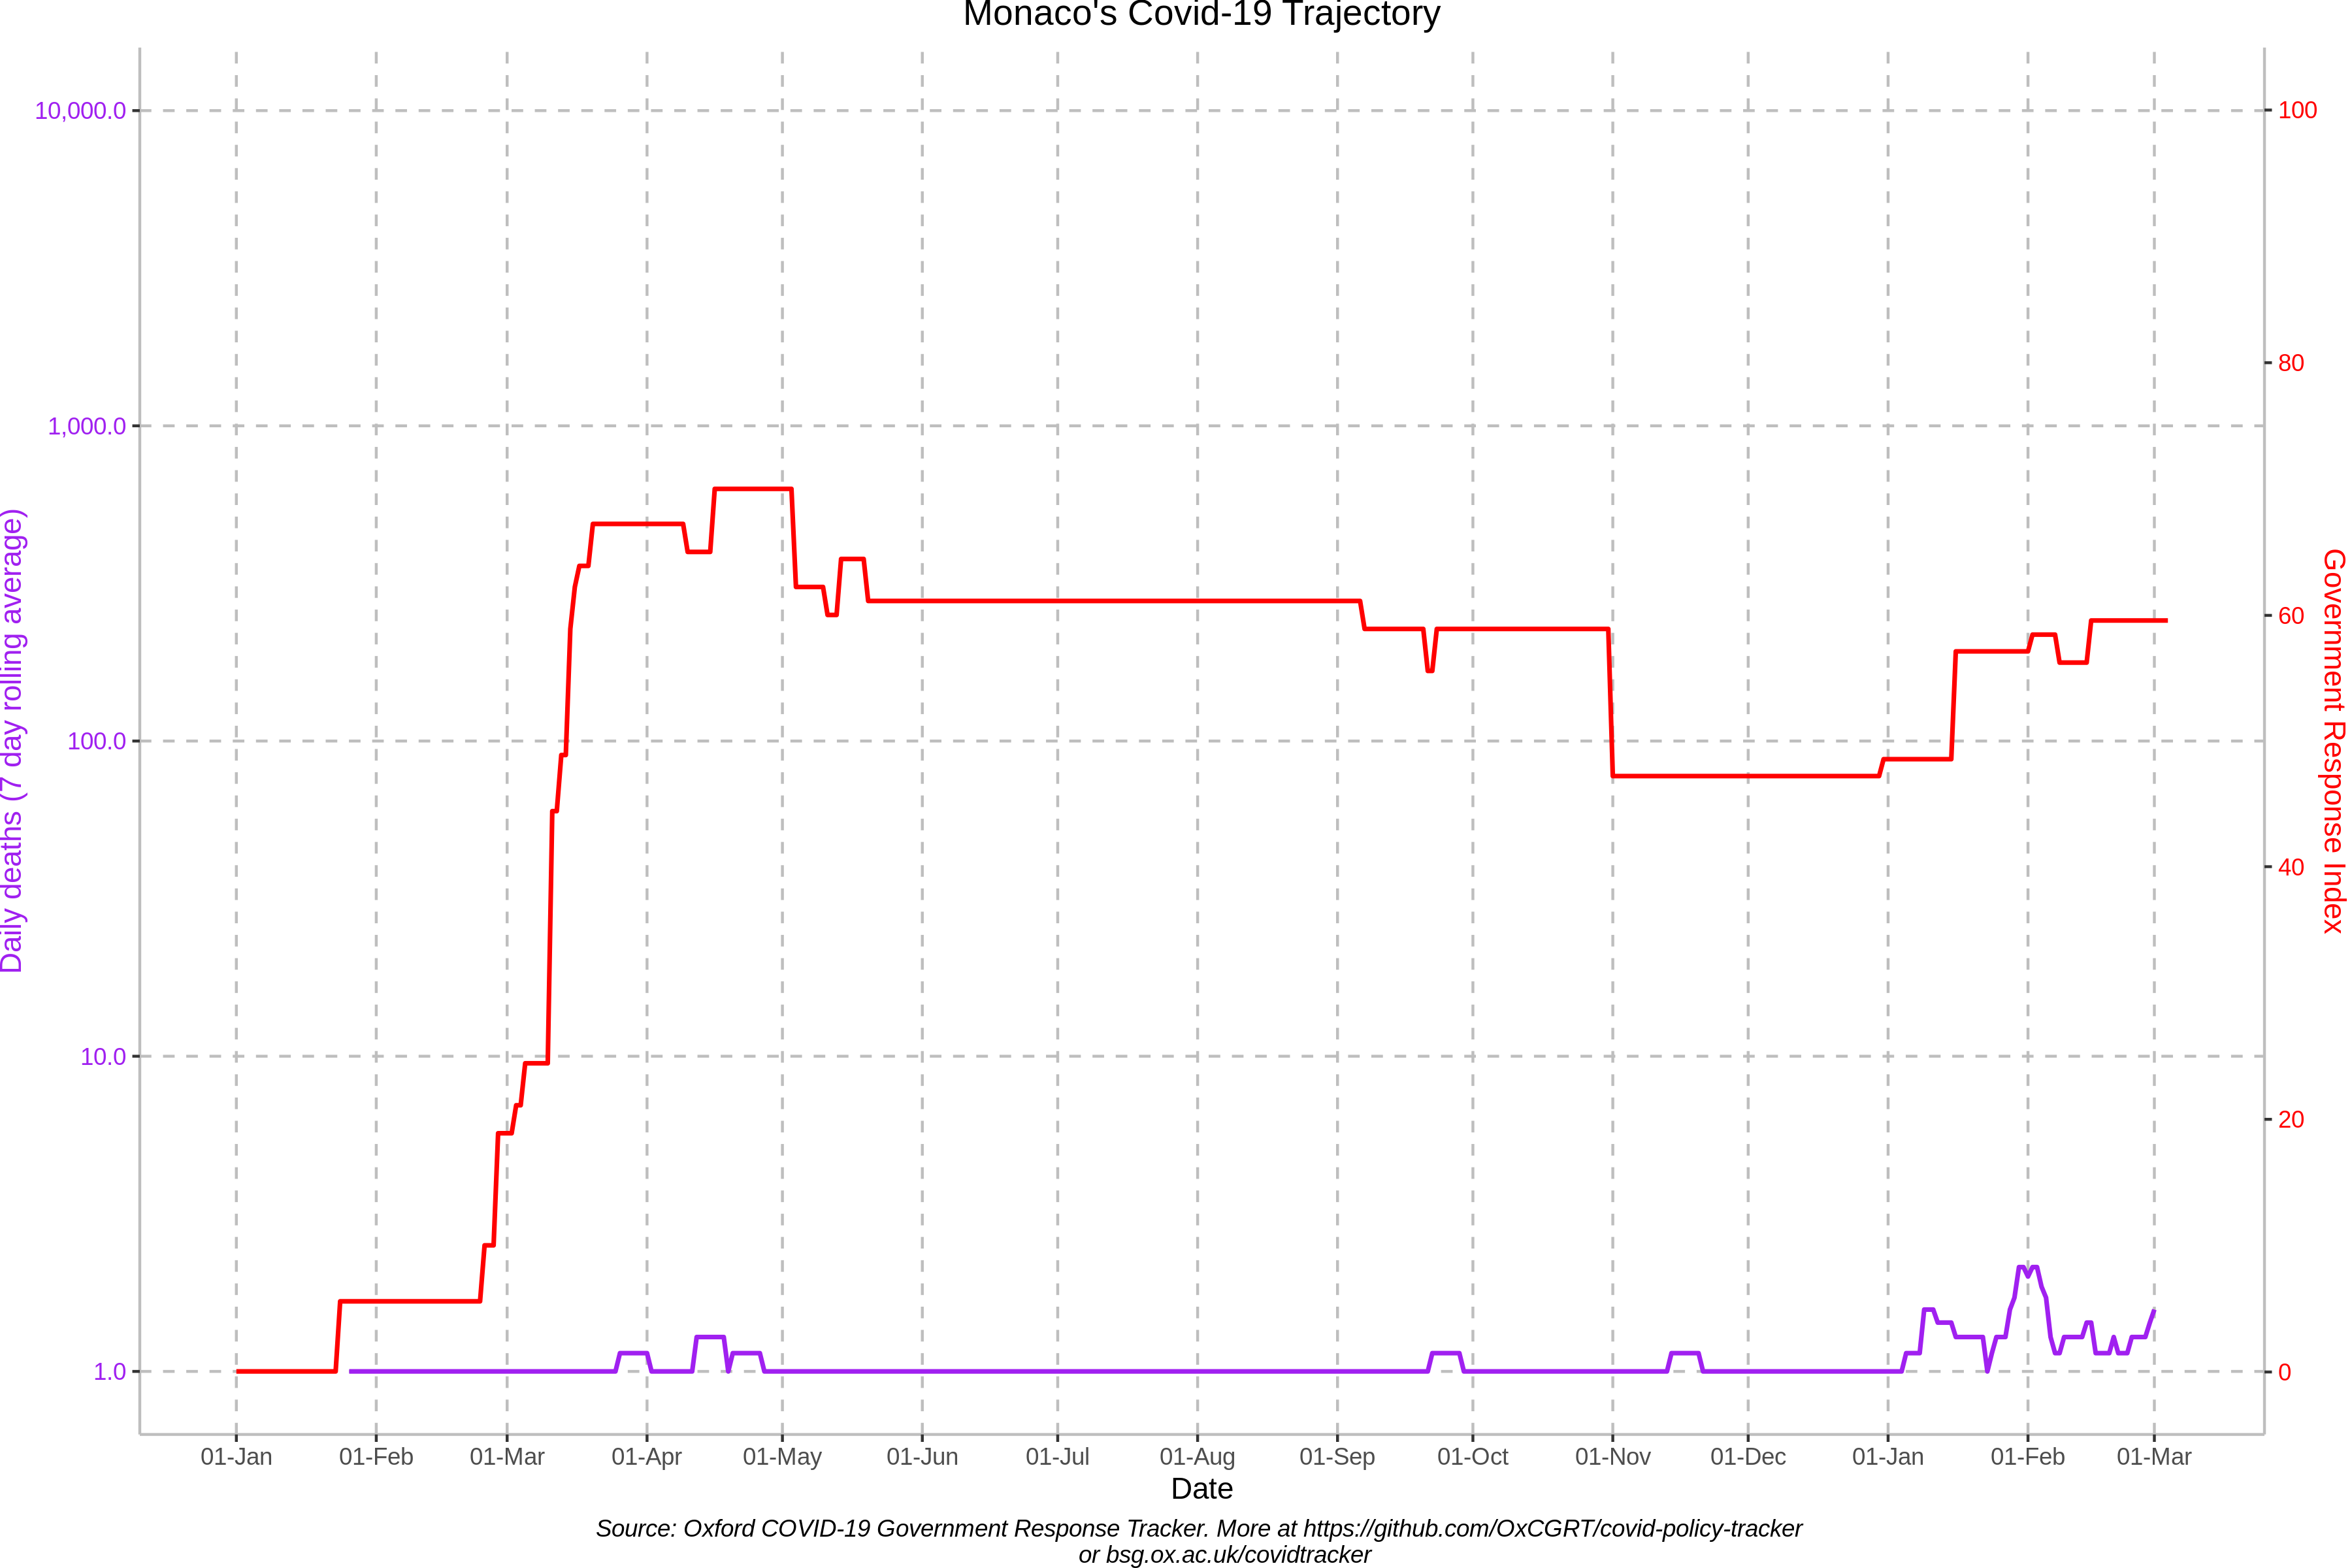 Monaco's Covid-19 Trajectory
10,000.0
1,000.0
100.0
10.0
1.0
Daily deaths (7 day rolling average)
100
80
60
40
20
0
Government Response Index
01-Jan 01-Feb 01-Mar 01-Apr 01-May 01-Jun 01-Jul 01-Aug 01-Sep 01-Oct 01-Nov 01-Dec 01-Jan 01-Feb 01-Mar
Date
Source: Oxford COVID-19 Government Response Tracker. More at https://github.com/OxCGRT/covid-policy-tracker
or bsg.ox.ac.uk/covidtracker